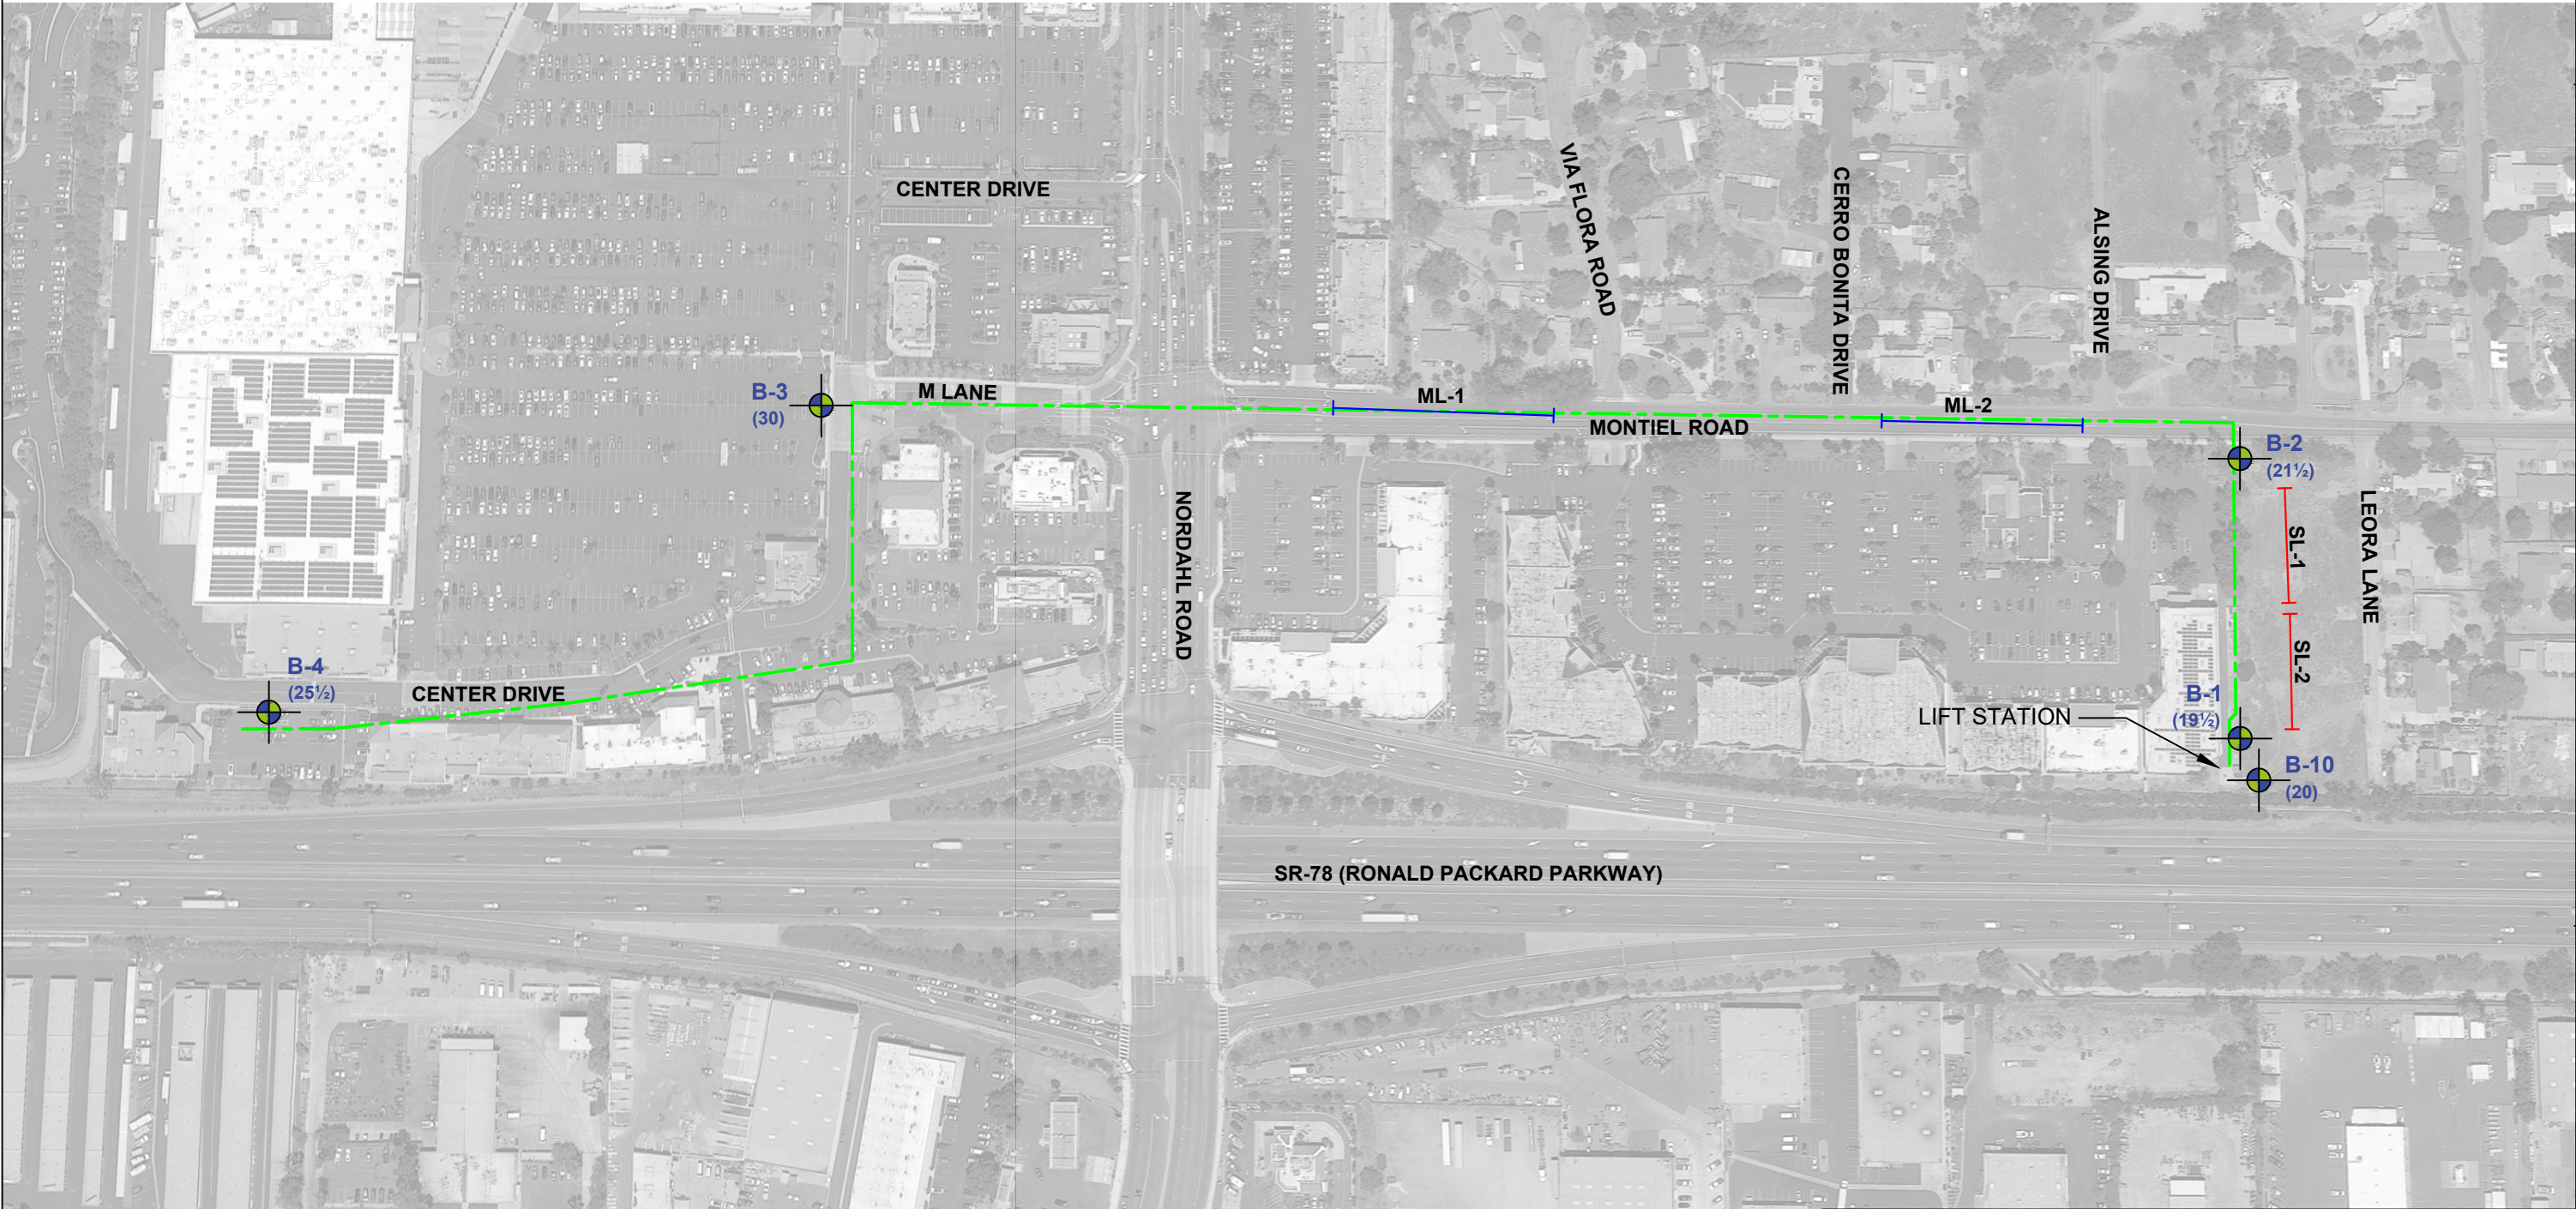 CENTER DRIVE
VIA FLORA ROAD
CERRO BONITA DRIVE
ALSING DRIVE
B-3
(30)
M LANE
ML-1
ML-2
MONTIEL ROAD
B-2
(21½)
NORDAHL ROAD
SL-1
LEORA LANE
SL-2
B-4
(25½)
CENTER DRIVE
B-1
(19½)
LIFT STATION
B-10
(20)
SR-78 (RONALD PACKARD PARKWAY)